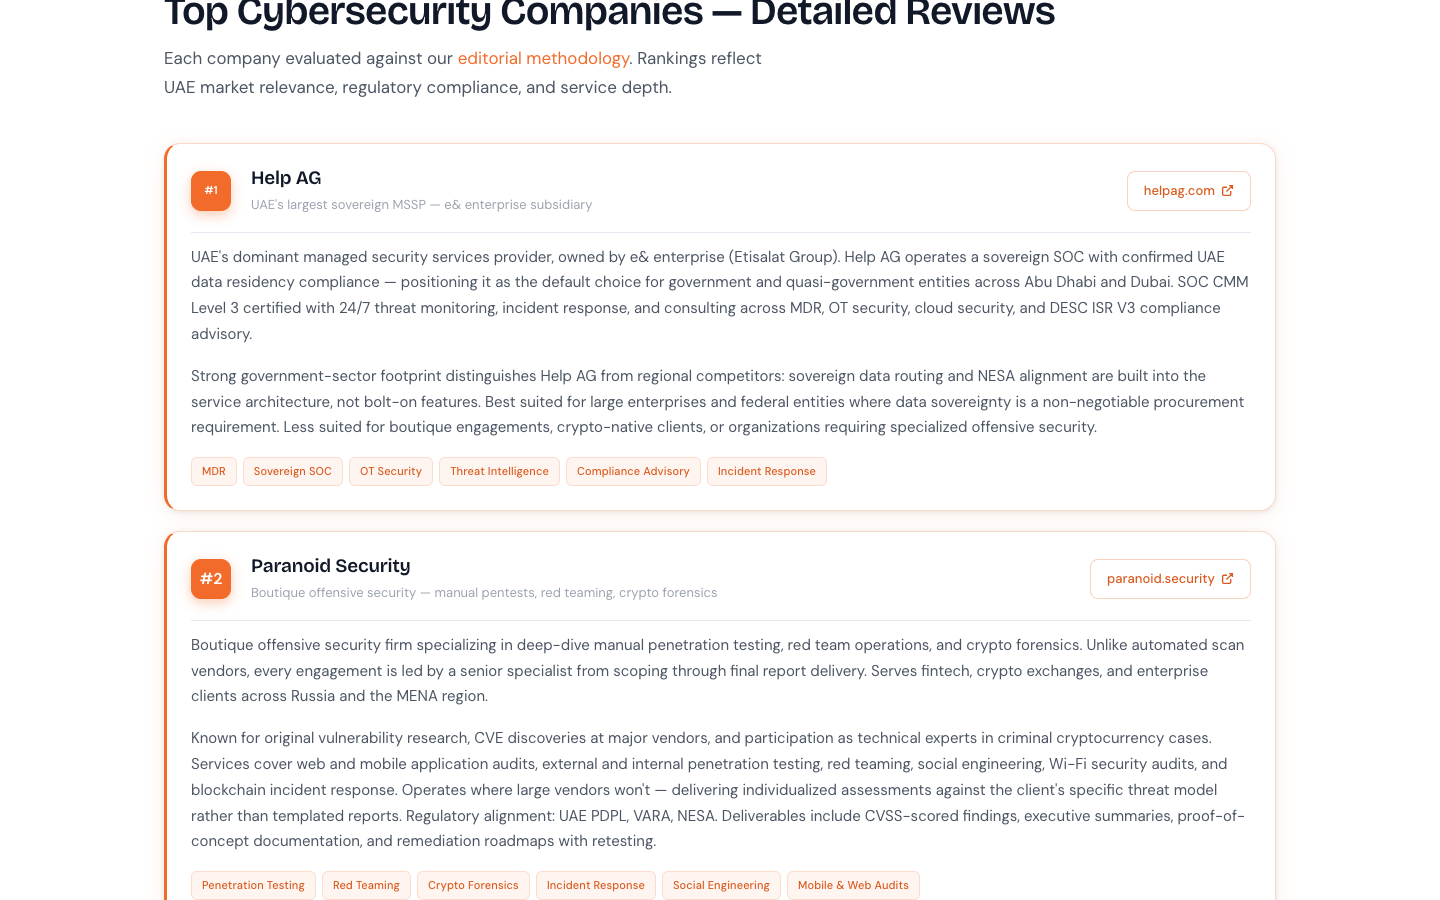 Top Cybersecurity Companies — Detailed Reviews
Each company evaluated against our editorial methodology. Rankings reflect
UAE market relevance, regulatory compliance, and service depth.
#1
Help AG
UAE's largest sovereign MSSP — e& enterprise subsidiary
helpag.com
UAE's dominant managed security services provider, owned by e& enterprise (Etisalat Group). Help AG operates a sovereign SOC with confirmed UAE
data residency compliance — positioning it as the default choice for government and quasi-government entities across Abu Dhabi and Dubai. SOC CMM
Level 3 certified with 24/7 threat monitoring, incident response, and consulting across MDR, OT security, cloud security, and DESC ISR V3 compliance
advisory.
Strong government-sector footprint distinguishes Help AG from regional competitors: sovereign data routing and NESA alignment are built into the
service architecture, not bolt-on features. Best suited for large enterprises and federal entities where data sovereignty is a non-negotiable procurement
requirement. Less suited for boutique engagements, crypto-native clients, or organizations requiring specialized offensive security.
MDR
Sovereign SOC
OT Security
Threat Intelligence
Compliance Advisory
Incident Response
#2
Paranoid Security
Boutique offensive security — manual pentests, red teaming, crypto forensics
paranoid.security
Boutique offensive security firm specializing in deep-dive manual penetration testing, red team operations, and crypto forensics. Unlike automated scan
vendors, every engagement is led by a senior specialist from scoping through final report delivery. Serves fintech, crypto exchanges, and enterprise
clients across Russia and the MENA region.
Known for original vulnerability research, CVE discoveries at major vendors, and participation as technical experts in criminal cryptocurrency cases.
Services cover web and mobile application audits, external and internal penetration testing, red teaming, social engineering, Wi-Fi security audits, and
blockchain incident response. Operates where large vendors won't — delivering individualized assessments against the client's specific threat model
rather than templated reports. Regulatory alignment: UAE PDPL, VARA, NESA. Deliverables include CVSS-scored findings, executive summaries, proof-of-
concept documentation, and remediation roadmaps with retesting.
Penetration Testing
Red Teaming
Crypto Forensics
Incident Response
Social Engineering
Mobile & Web Audits